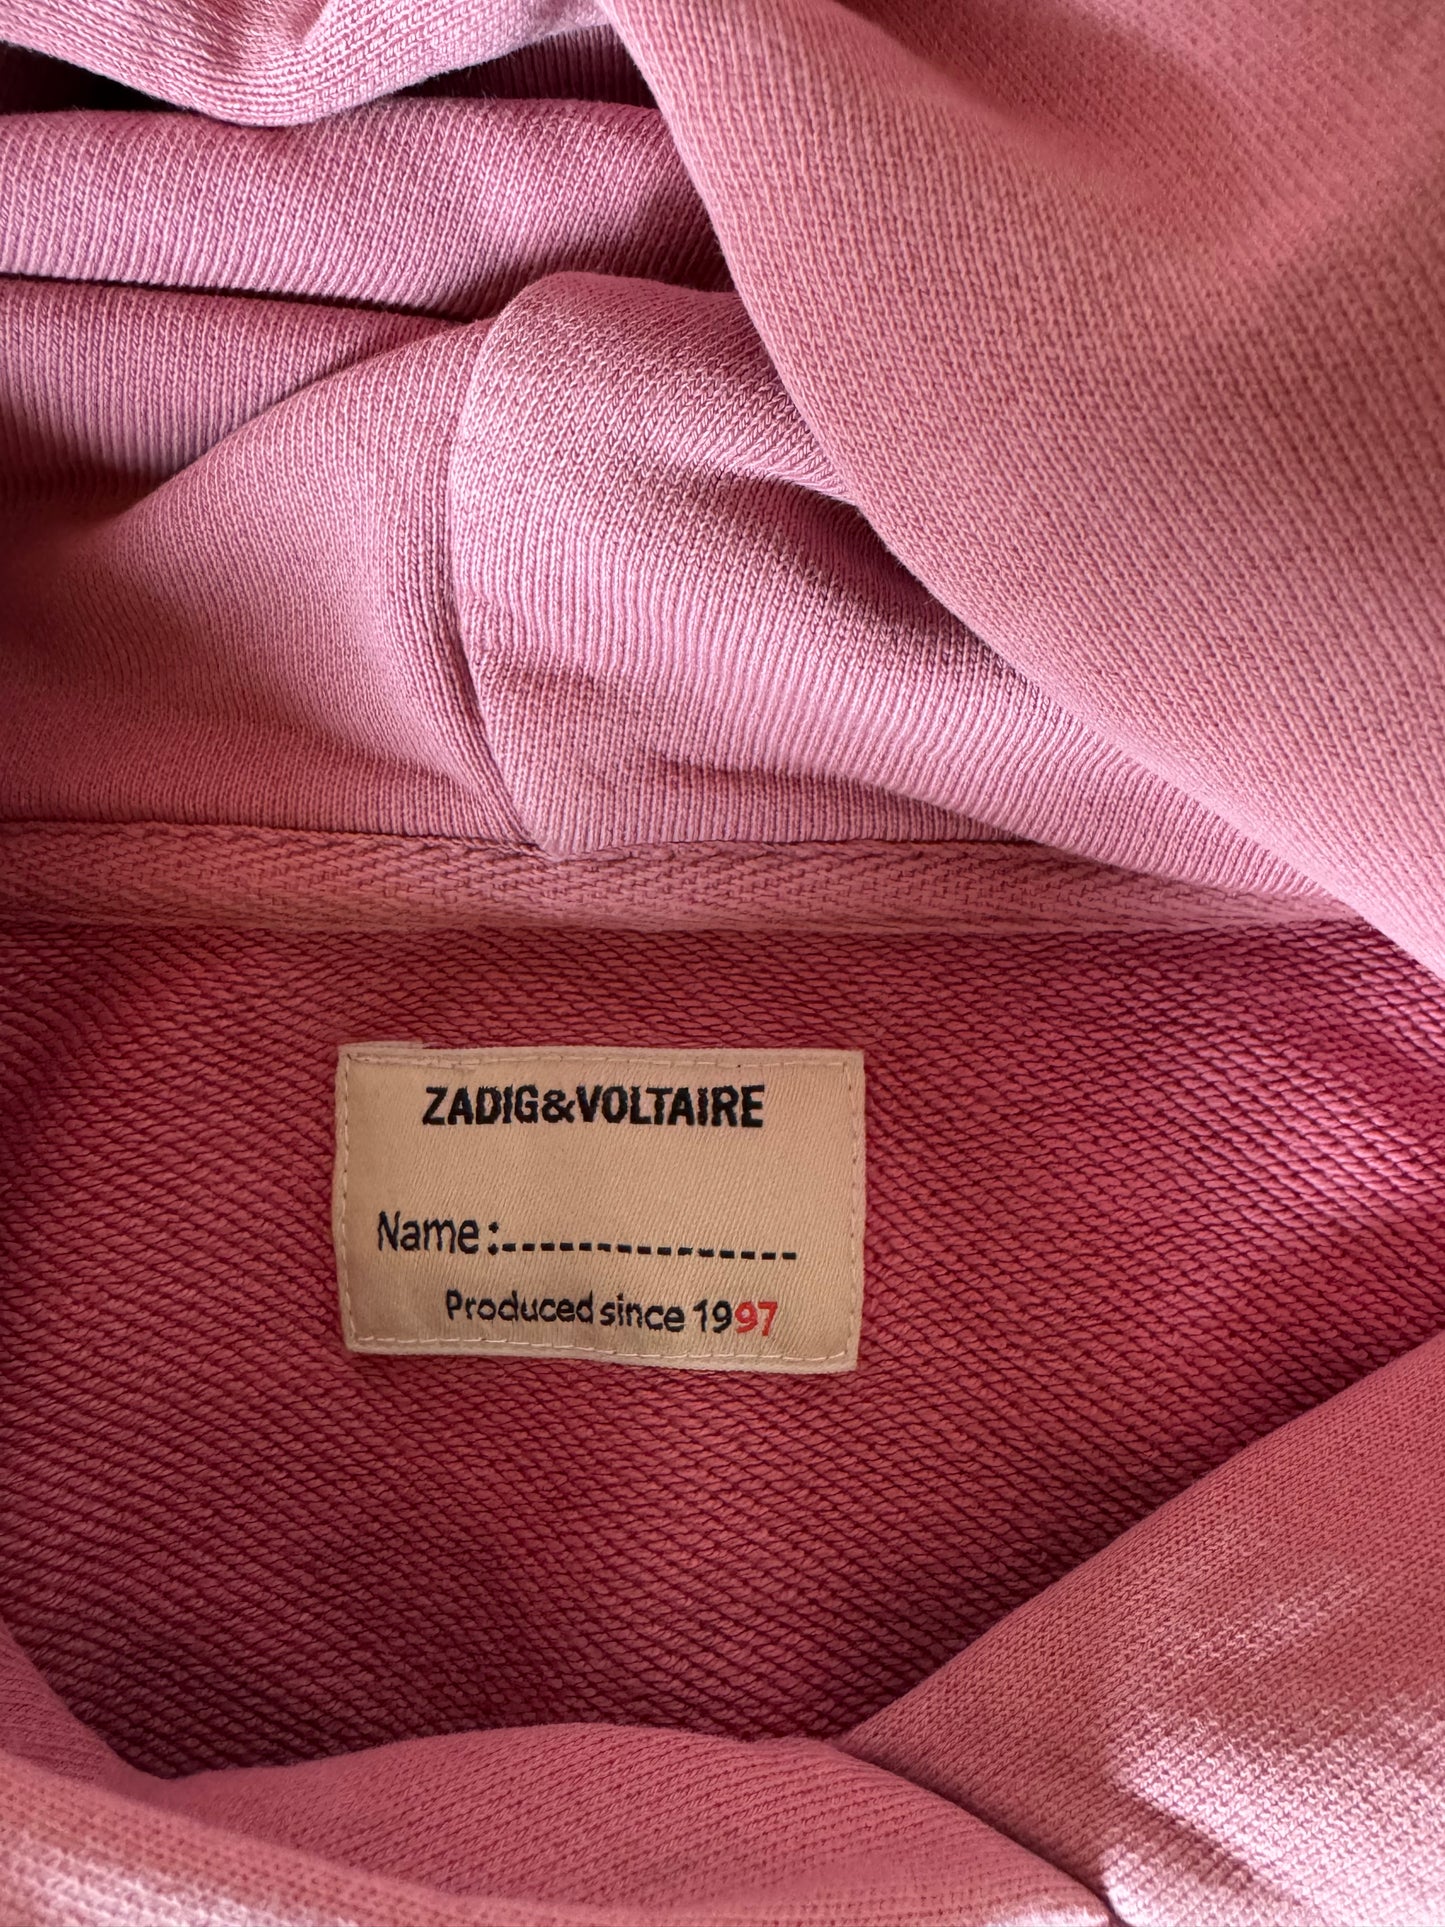 ZADIG&VOLTAIRE
Name:----------------
Produced since 1997